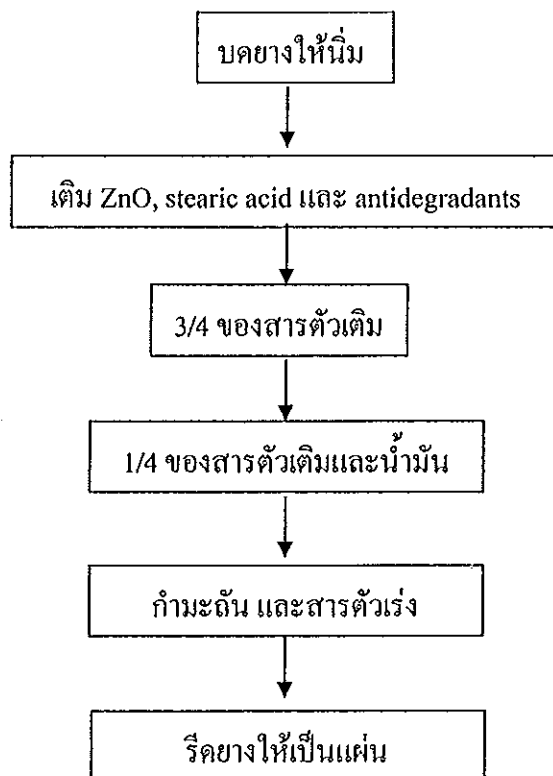 บดยางให้นิ่ม
เติม ZnO, stearic acid และ antidegradants
3/4 ของสารตัวเติม
1/4 ของสารตัวเติมและน้ำมัน
กำมะถัน และสารตัวเร่ง
รีดยางให้เป็นแผ่น